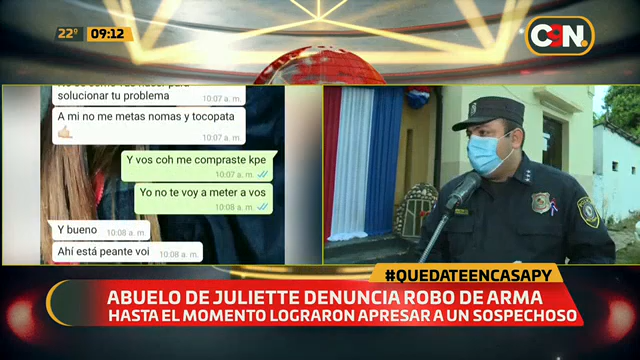 22º
09:12
C9N.
solucionar tu problema
10:07 a. m.
A mi no me metas nomas y tocopata
10:07 a. m.
Y vos coh me compraste kpe
10:07 a. m.
Yo no te voy a meter a vos
10:08 a. m.
Y bueno
10:08 a. m.
Ahí está peante voi
10:08 a. m.
#QUEDATEENCASAPY
ABUELO DE JULIETTE DENUNCIA ROBO DE ARMA
HASTA EL MOMENTO LOGRARON APRESAR A UN SOSPECHOSO